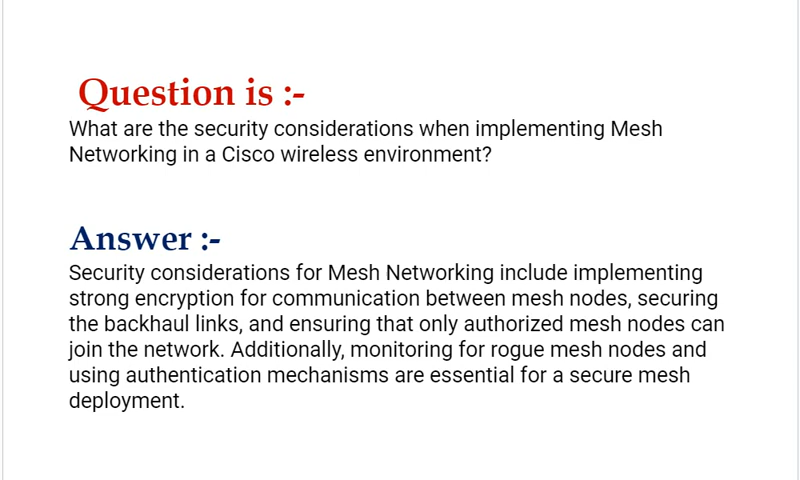 Question is :-
What are the security considerations when implementing Mesh
Networking in a Cisco wireless environment?
Answer :-
Security considerations for Mesh Networking include implementing
strong encryption for communication between mesh nodes, securing
the backhaul links, and ensuring that only authorized mesh nodes can
join the network. Additionally, monitoring for rogue mesh nodes and
using authentication mechanisms are essential for a secure mesh
deployment.